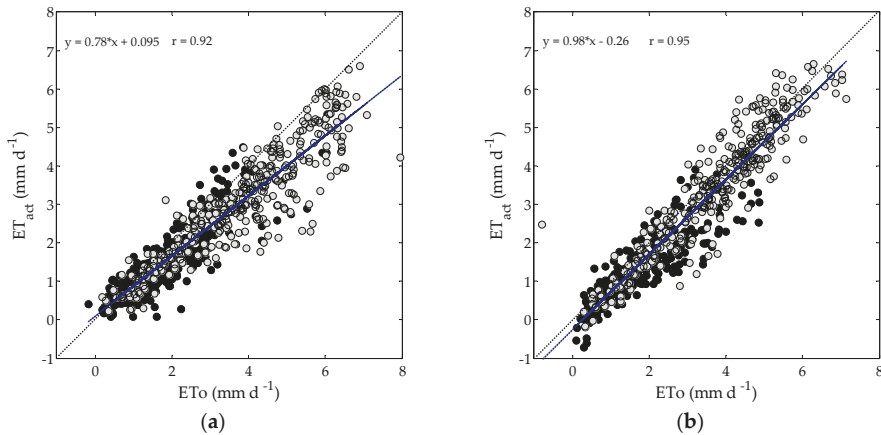 y = 0.78*x + 0.095 r = 0.92
8
7
6
5
4
3
2
1
0
-1
ETact (mm d -1)
0 2 4 6 8
ETo (mm d -1)
(a)
y = 0.98*x - 0.26 r = 0.95
8
7
6
5
4
3
2
1
0
-1
ETact (mm d -1)
0 2 4 6 8
ETo (mm d -1)
(b)